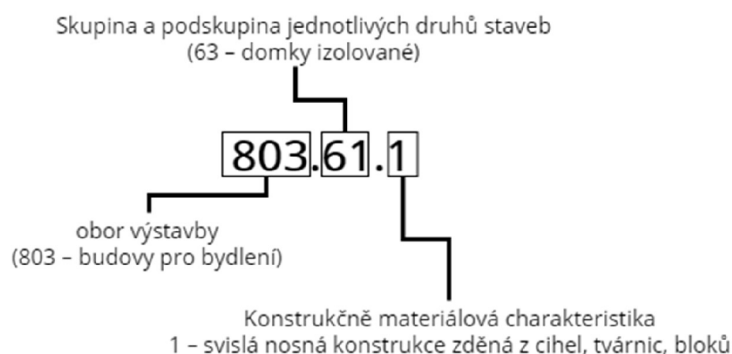 Skupina a podskupina jednotlivých druhů staveb
(63 – domky izolované)
803.61.1
obor výstavby
(803 – budovy pro bydlení)
Konstrukčně materiálová charakteristika
1 – svislá nosná konstrukce zděná z cihel, tvárnic, bloků